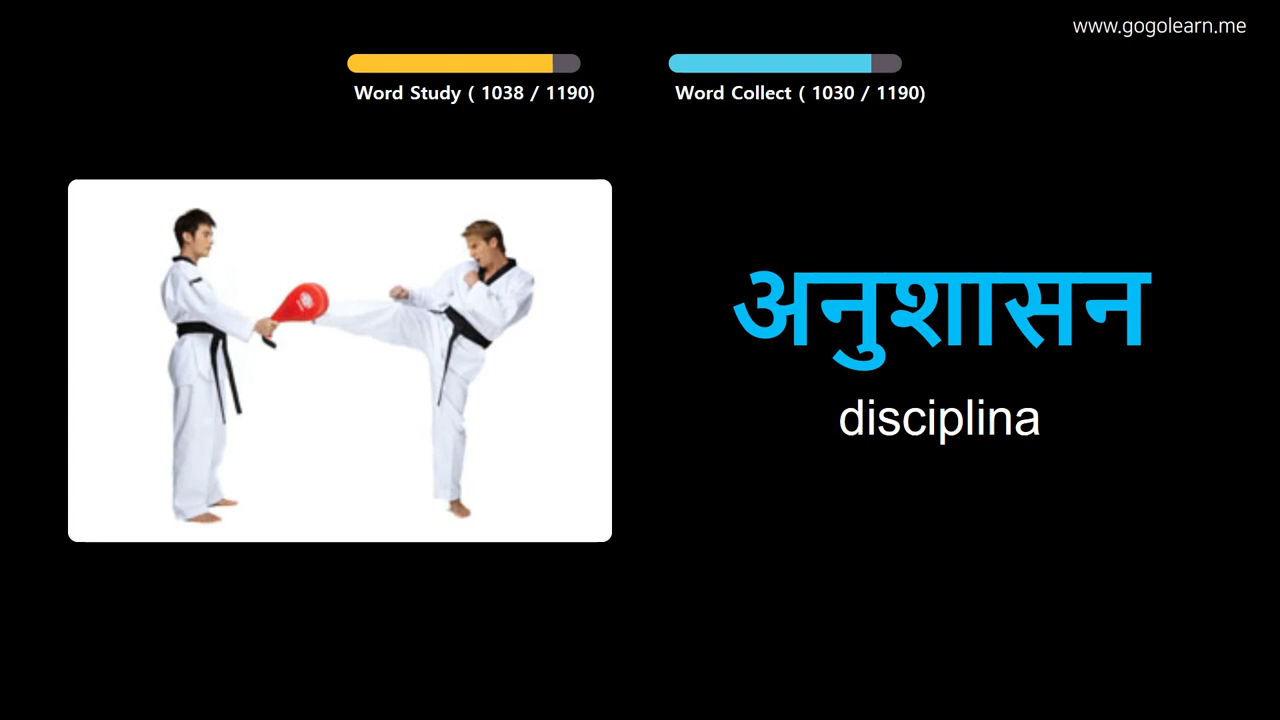 www.gogolearn.me
Word Study ( 1038 / 1190)
Word Collect ( 1030 / 1190)
अनुशासन
disciplina